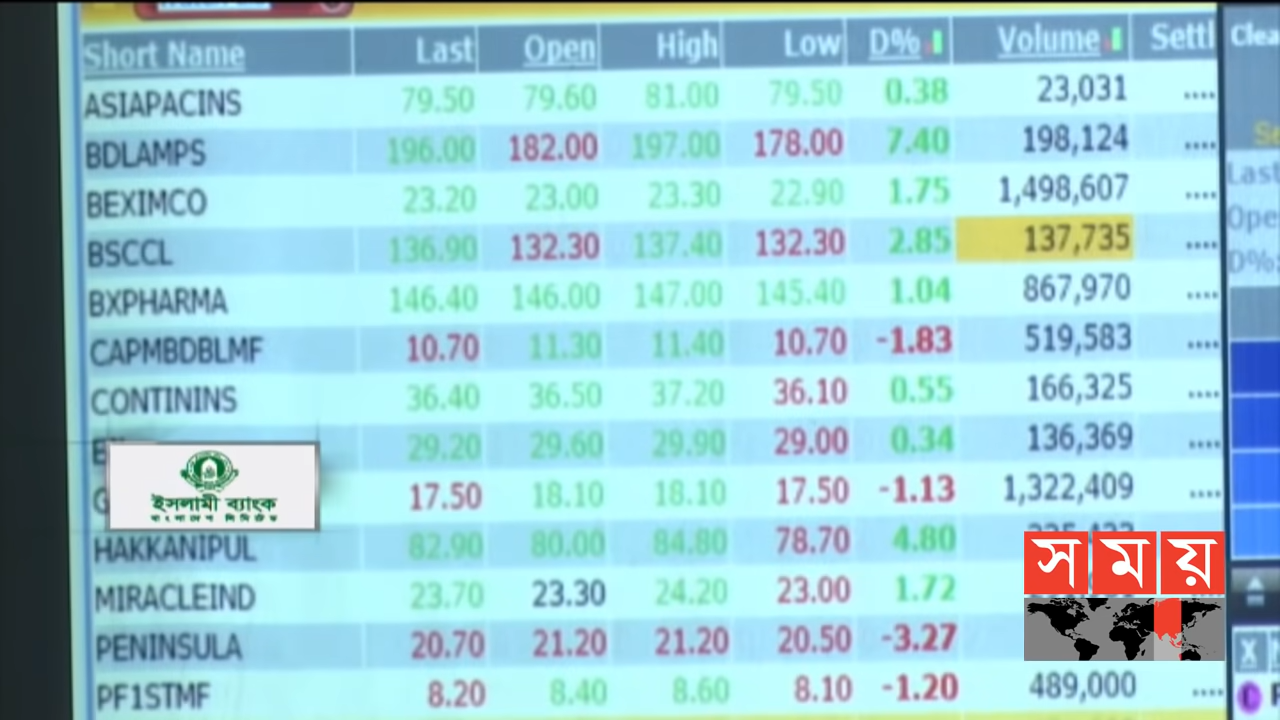 Short Name Last Open High Low D% Volume Settl
ASIAPACINS 79.50 79.60 81.00 79.50 0.38 23,031 ....
BDLAMPS 196.00 182.00 197.00 178.00 7.40 198,124 ....
BEXIMCO 23.20 23.00 23.30 22.90 1.75 1,498,607 ....
BSCCL 136.90 132.30 137.40 132.30 2.85 137,735 ....
BXPHARMA 146.40 146.00 147.00 145.40 1.04 867,970 ....
CAPMBDBLMF 10.70 11.30 11.40 10.70 -1.83 519,583 ....
CONTININS 36.40 36.50 37.20 36.10 0.55 166,325 ....
29.20 29.60 29.90 29.00 0.34 136,369 ....
17.50 18.10 18.10 17.50 -1.13 1,322,409 ....
HAKKANIPUL 82.90 80.00 84.80 78.70 4.80
MIRACLEIND 23.70 23.30 24.20 23.00 1.72
PENINSULA 20.70 21.20 21.20 20.50 -3.27
PF1STMF 8.20 8.40 8.60 8.10 -1.20 489,000 ....
Clea
Last
Ope
D%:
ইসলামী ব্যাংক
বাংলাদেশ লিমিটেড
সময়